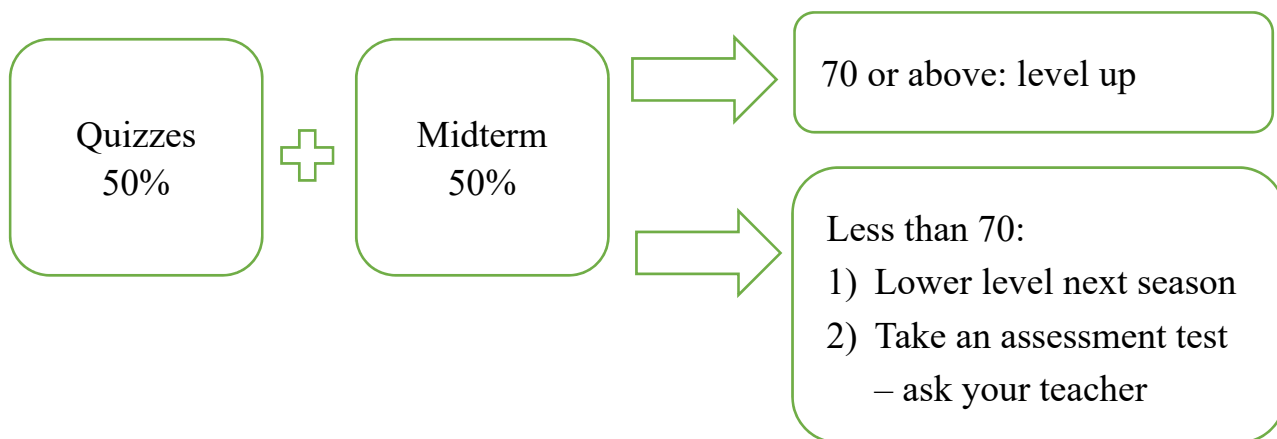 Quizzes
50%
Midterm
50%
70 or above: level up
Less than 70:
1) Lower level next season
2) Take an assessment test
– ask your teacher